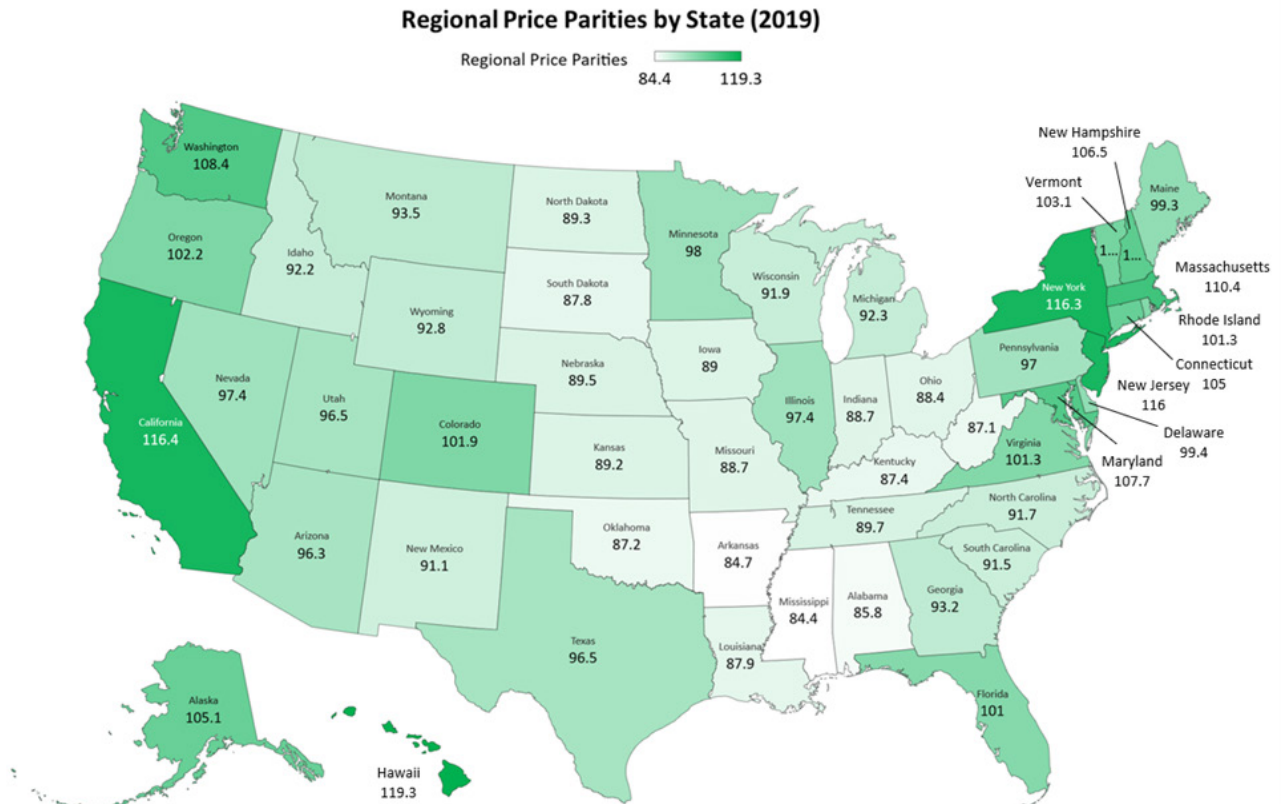 Regional Price Parities by State (2019)
Regional Price Parities
84.4
119.3
Washington
108.4
Oregon
102.2
California
116.4
Idaho
92.2
Nevada
97.4
Montana
93.5
Wyoming
92.8
Utah
96.5
Colorado
101.9
Arizona
96.3
New Mexico
91.1
North Dakota
89.3
South Dakota
87.8
Nebraska
89.5
Kansas
89.2
Oklahoma
87.2
Texas
96.5
Minnesota
98
Iowa
89
Missouri
88.7
Arkansas
84.7
Louisiana
87.9
Wisconsin
91.9
Illinois
97.4
Michigan
92.3
Indiana
88.7
Ohio
88.4
Kentucky
87.4
Tennessee
89.7
Mississippi
84.4
Alabama
85.8
Georgia
93.2
Florida
101
South Carolina
91.5
North Carolina
91.7
Virginia
101.3
87.1
Pennsylvania
97
New York
116.3
1...
1...
Vermont
103.1
New Hampshire
106.5
Maine
99.3
Massachusetts
110.4
Rhode Island
101.3
Connecticut
105
New Jersey
116
Delaware
99.4
Maryland
107.7
Alaska
105.1
Hawaii
119.3